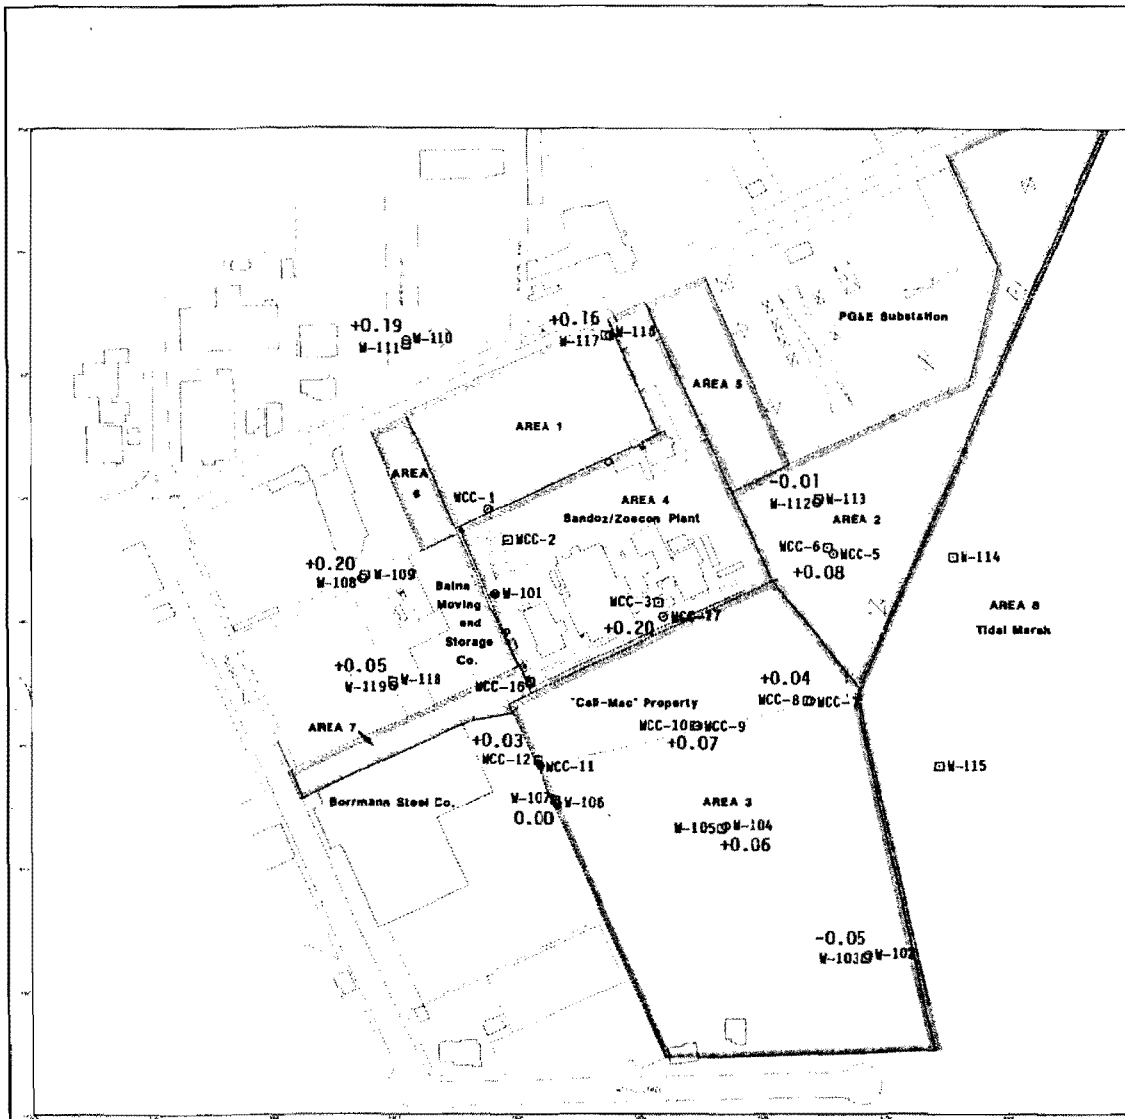 +0.19
W-110
W-111
+0.16
W-116
W-117
PG&E Substation
AREA 5
AREA 1
AREA
6
WCC-1
AREA 4
Sandoz/Zoecon Plant
-0.01
W-113
W-112
AREA 2
WCC-2
WCC-6
WCC-5
+0.08
W-114
+0.20
W-109
W-108
Baina
Moving
and
Storage
Co.
W-101
WCC-3
WCC-17
+0.20
AREA 8
Tidal Marsh
+0.05
W-118
W-119
WCC-16
"Call-Mac" Property
+0.04
WCC-8
WCC-7
AREA 7
WCC-10
WCC-9
+0.07
+0.03
WCC-12
WCC-11
W-115
Borrmann Steel Co.
W-107
W-106
0.00
AREA 3
W-105
W-104
+0.06
-0.05
W-103
W-102